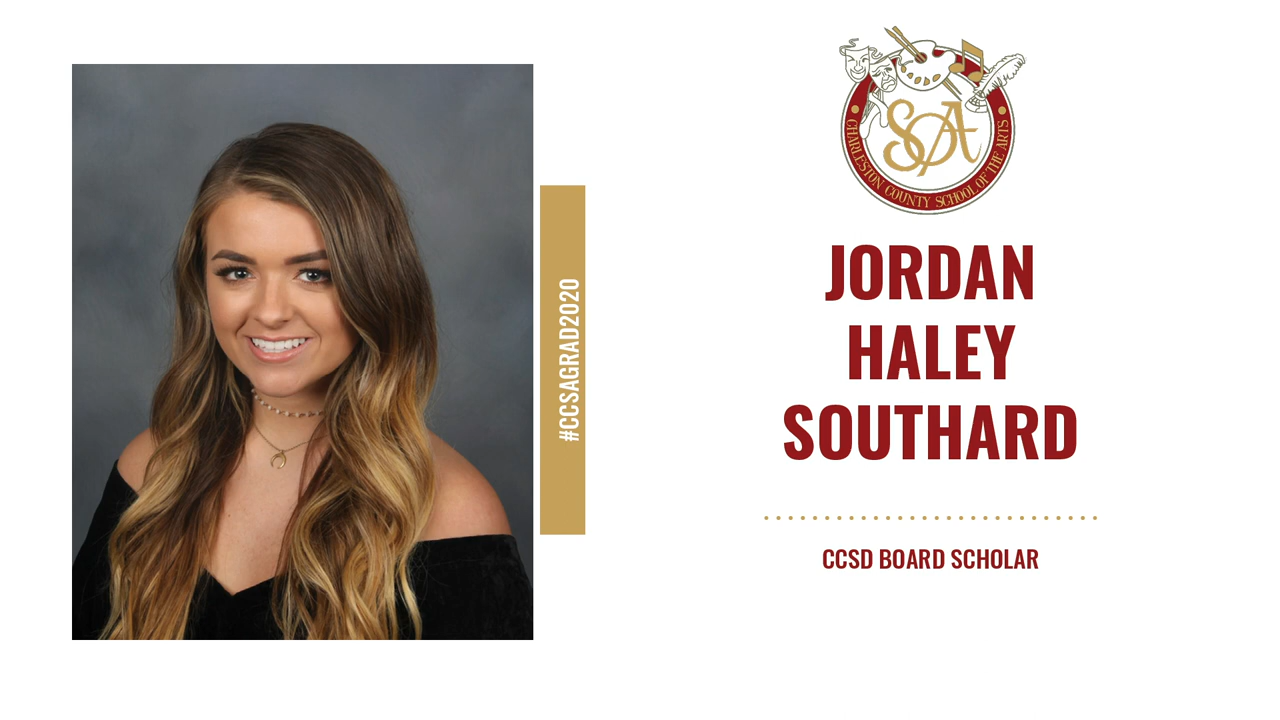 #CCSAGRAD2020
SOA
CHARLESTON COUNTY SCHOOL OF THE ARTS
JORDAN
HALEY
SOUTHARD
CCSD BOARD SCHOLAR